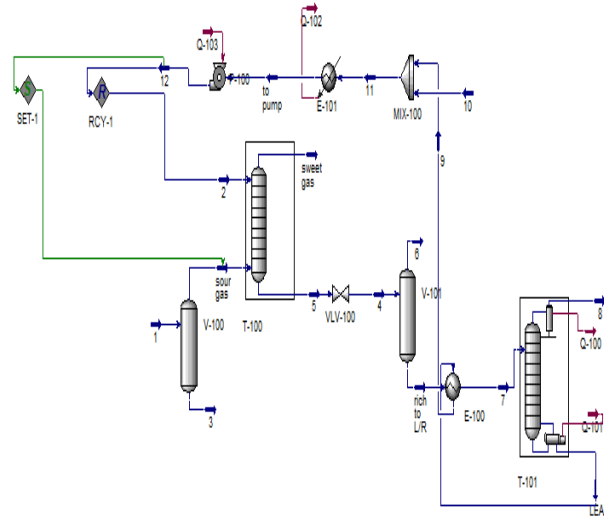 Q-102
Q-103
S
SET-1
R
RCY-1
12
P-100
to
pump
E-101
11
MIX-100
10
9
sweet
gas
2
sour
gas
1
V-100
3
T-100
5
VLV-100
4
6
V-101
rich
to
L/R
E-100
7
8
Q-100
Q-101
T-101
LEA